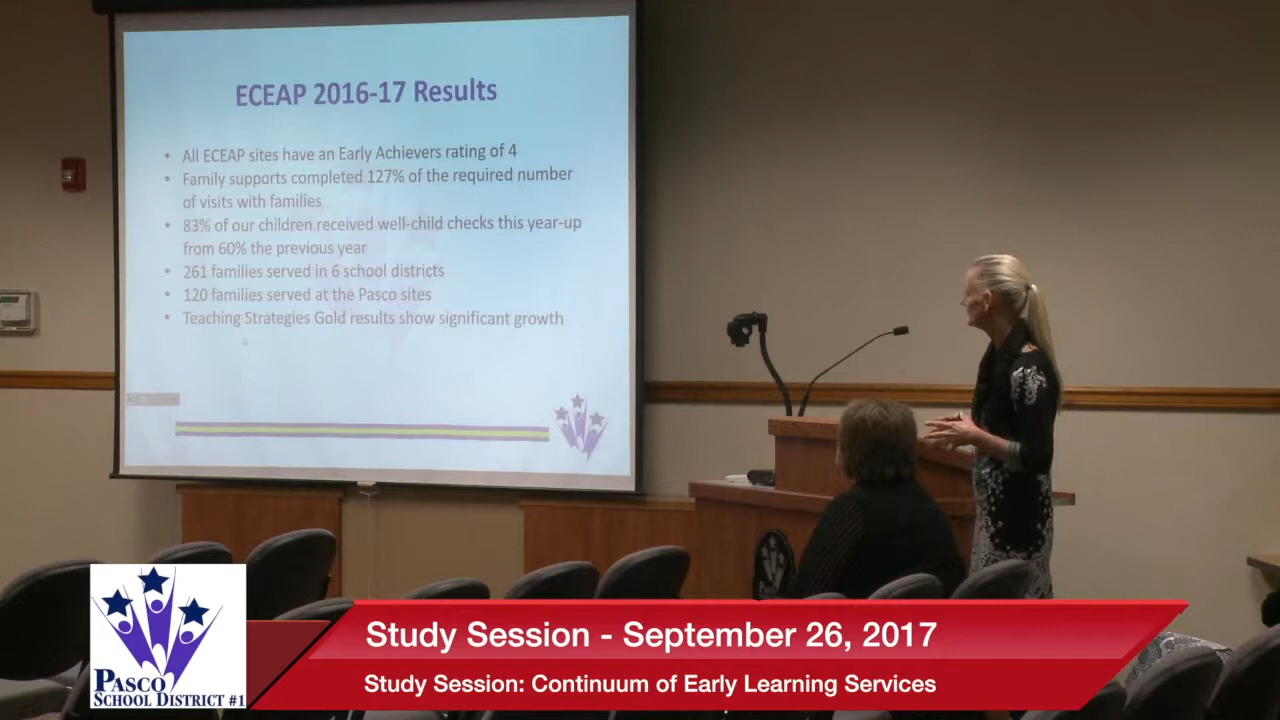 ECEAP 2016-17 Results
• All ECEAP sites have an Early Achievers rating of 4
• Family supports completed 127% of the required number
of visits with families
• 83% of our children received well-child checks this year-up
from 60% the previous year
• 261 families served in 6 school districts
• 120 families served at the Pasco sites
• Teaching Strategies Gold results show significant growth
PASCO
SCHOOL DISTRICT #1
Study Session - September 26, 2017
Study Session: Continuum of Early Learning Services